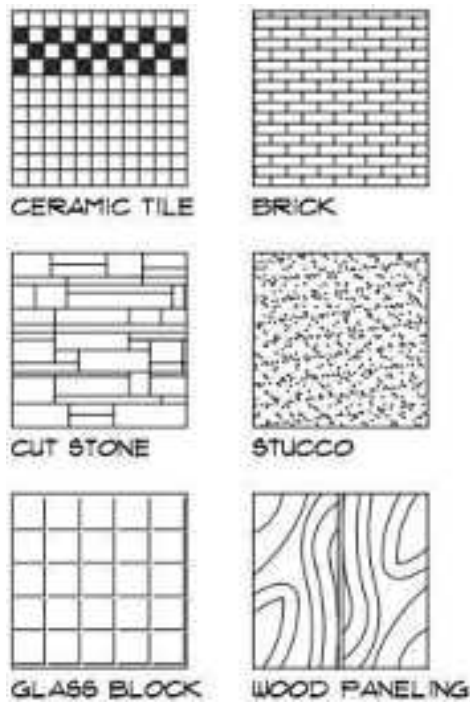 CERAMIC TILE
BRICK
CUT STONE
STUCCO
GLASS BLOCK
WOOD PANELING